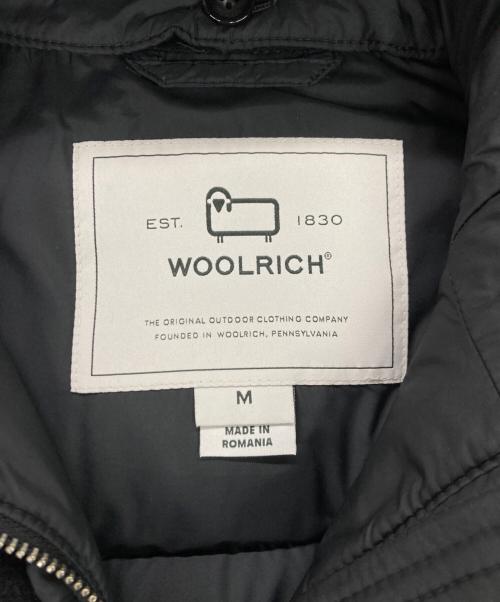 EST. 1830
WOOLRICH®
THE ORIGINAL OUTDOOR CLOTHING COMPANY
FOUNDED IN WOOLRICH, PENNSYLVANIA
M
MADE IN
ROMANIA